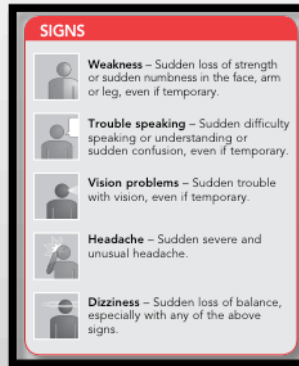 SIGNS
Weakness – Sudden loss of strength
or sudden numbness in the face, arm
or leg, even if temporary.
Trouble speaking – Sudden difficulty
speaking or understanding or
sudden confusion, even if temporary.
Vision problems – Sudden trouble
with vision, even if temporary.
Headache – Sudden severe and
unusual headache.
Dizziness – Sudden loss of balance,
especially with any of the above
signs.